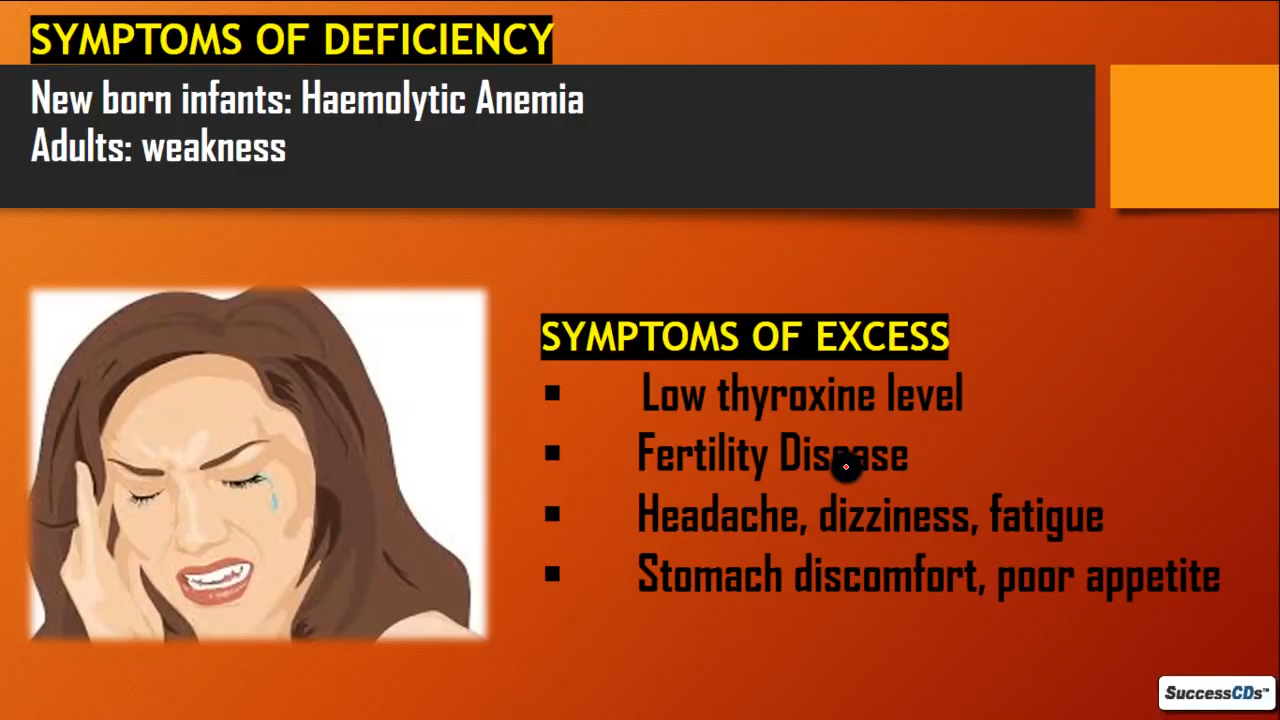 SYMPTOMS OF DEFICIENCY
New born infants: Haemolytic Anemia
Adults: weakness
SYMPTOMS OF EXCESS
▪ Low thyroxine level
▪ Fertility Disease
▪ Headache, dizziness, fatigue
▪ Stomach discomfort, poor appetite
SuccessCDs™